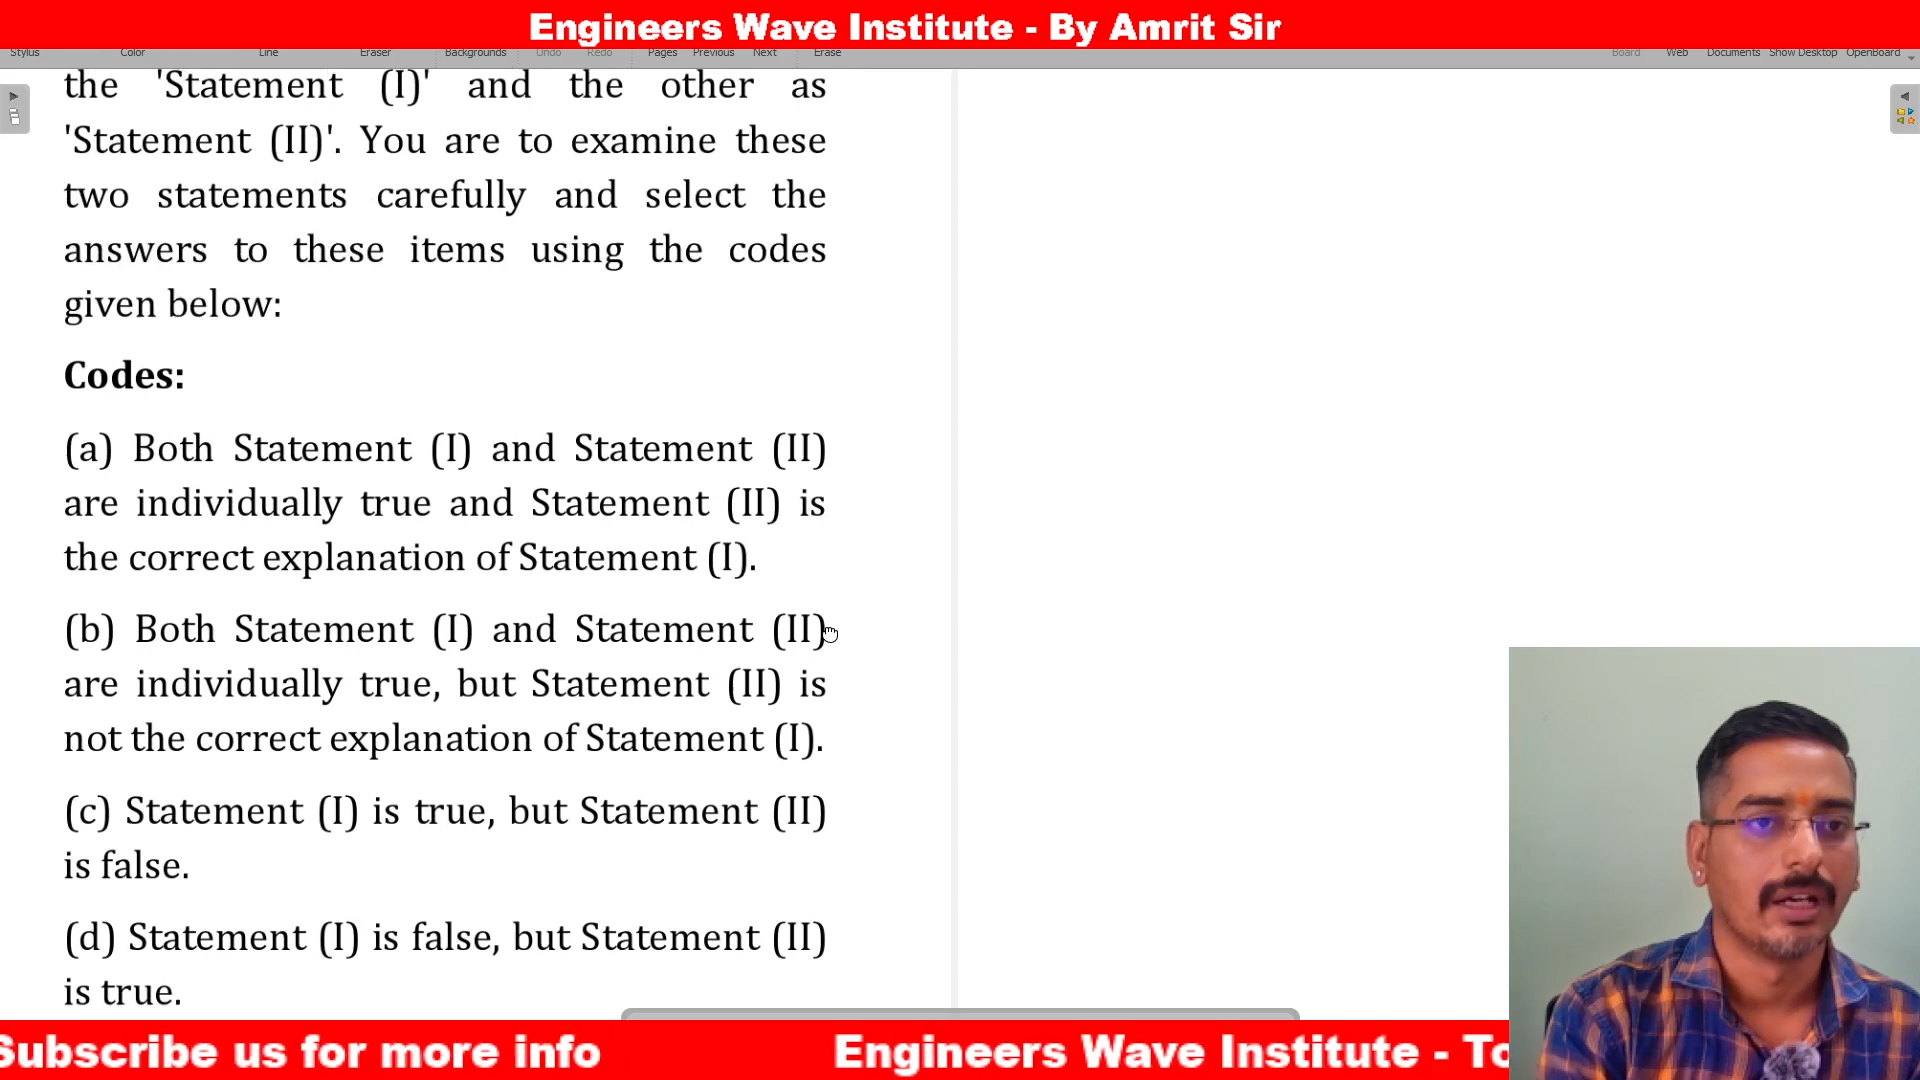 Engineers Wave Institute - By Amrit Sir
Stylus Color Line Eraser Backgrounds Undo Redo Pages Previous Next Erase Board Web Documents Show Desktop OpenBoard
the 'Statement (I)' and the other as
'Statement (II)'. You are to examine these
two statements carefully and select the
answers to these items using the codes
given below:
Codes:
(a) Both Statement (I) and Statement (II)
are individually true and Statement (II) is
the correct explanation of Statement (I).
(b) Both Statement (I) and Statement (II)
are individually true, but Statement (II) is
not the correct explanation of Statement (I).
(c) Statement (I) is true, but Statement (II)
is false.
(d) Statement (I) is false, but Statement (II)
is true.
Subscribe us for more info Engineers Wave Institute - To